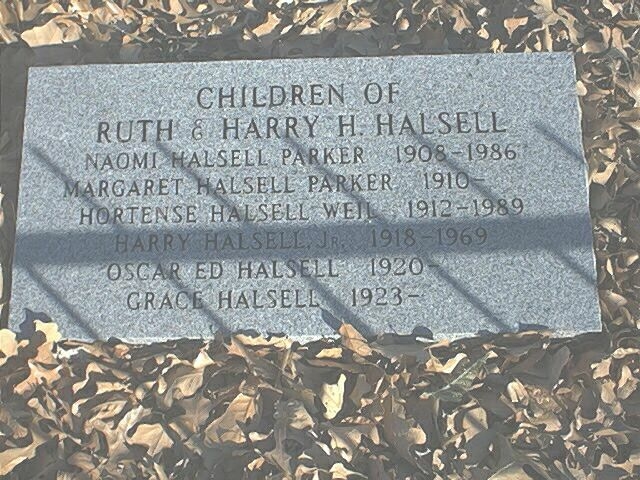 CHILDREN OF
RUTH & HARRY H. HALSELL
NAOMI HALSELL PARKER 1908-1986
MARGARET HALSELL PARKER 1910-
HORTENSE HALSELL WEIL 1912-1989
HARRY HALSELL, JR. 1918-1969
OSCAR ED HALSELL 1920-
GRACE HALSELL 1923-